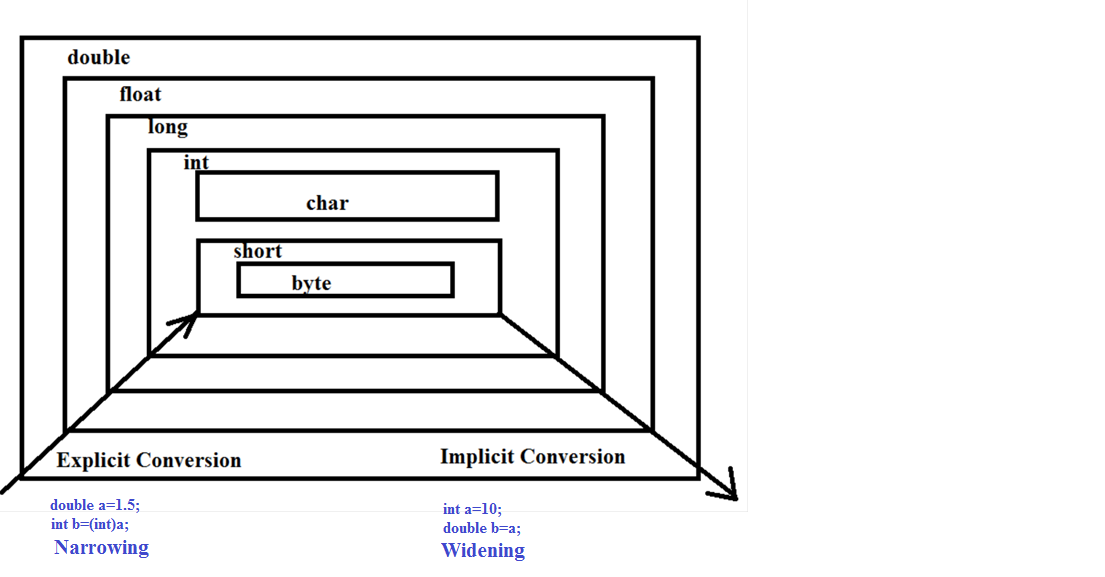 double
float
long
int
char
short
byte
Explicit Conversion
Implicit Conversion
double a=1.5;
int b=(int)a;
Narrowing
int a=10;
double b=a;
Widening